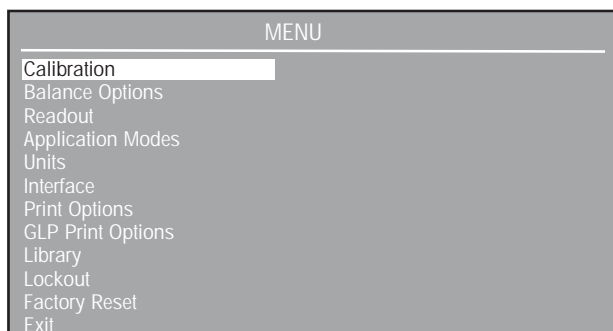 MENU
Calibration
Balance Options
Readout
Application Modes
Units
Interface
Print Options
GLP Print Options
Library
Lockout
Factory Reset
Exit